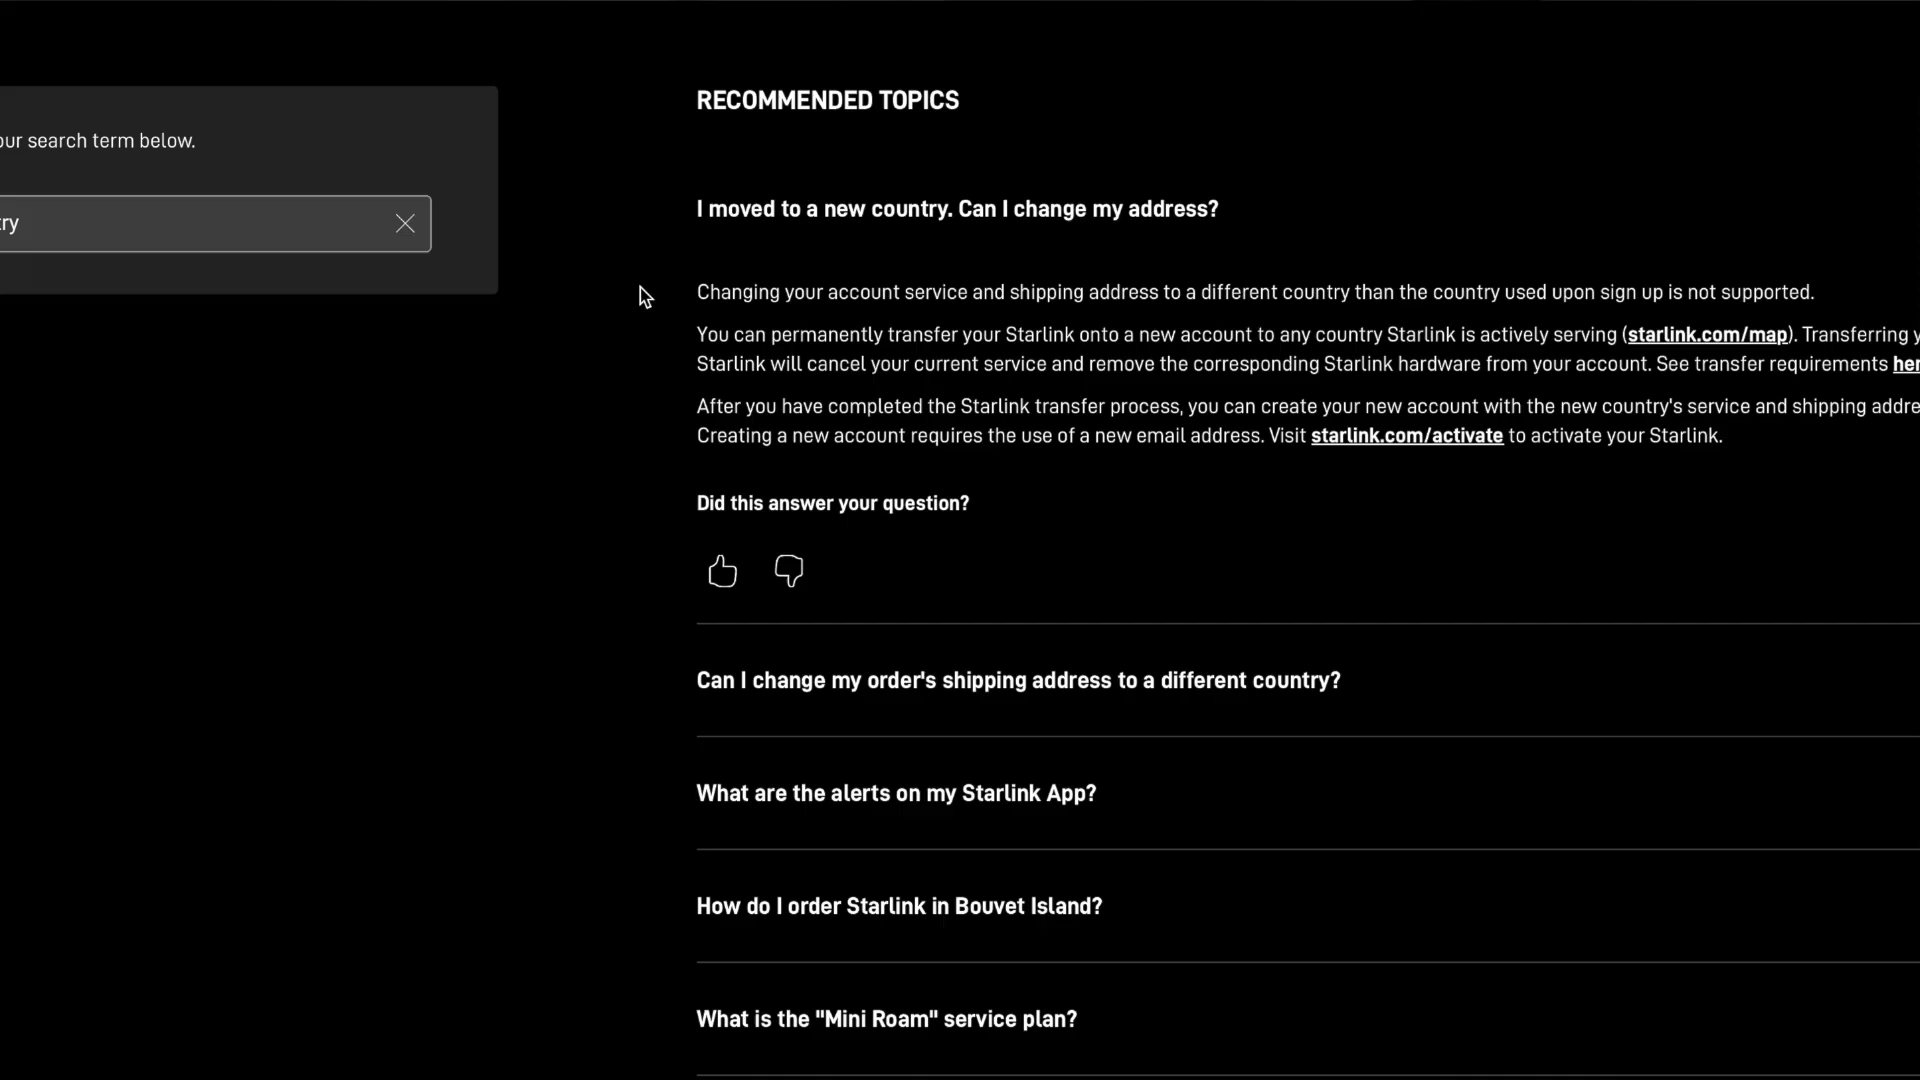 our search term below.
try
RECOMMENDED TOPICS
I moved to a new country. Can I change my address?
Changing your account service and shipping address to a different country than the country used upon sign up is not supported.
You can permanently transfer your Starlink onto a new account to any country Starlink is actively serving (starlink.com/map). Transferring y
Starlink will cancel your current service and remove the corresponding Starlink hardware from your account. See transfer requirements her
After you have completed the Starlink transfer process, you can create your new account with the new country's service and shipping addre
Creating a new account requires the use of a new email address. Visit starlink.com/activate to activate your Starlink.
Did this answer your question?
Can I change my order's shipping address to a different country?
What are the alerts on my Starlink App?
How do I order Starlink in Bouvet Island?
What is the "Mini Roam" service plan?